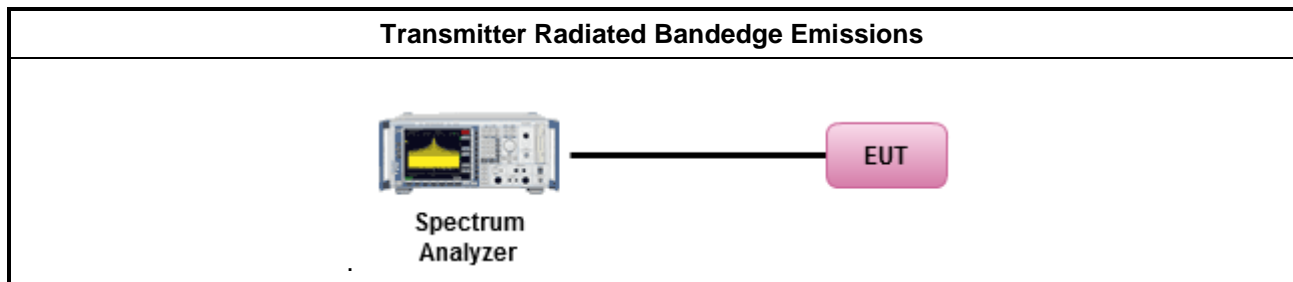 Transmitter Radiated Bandedge Emissions
EUT
Spectrum
Analyzer
.